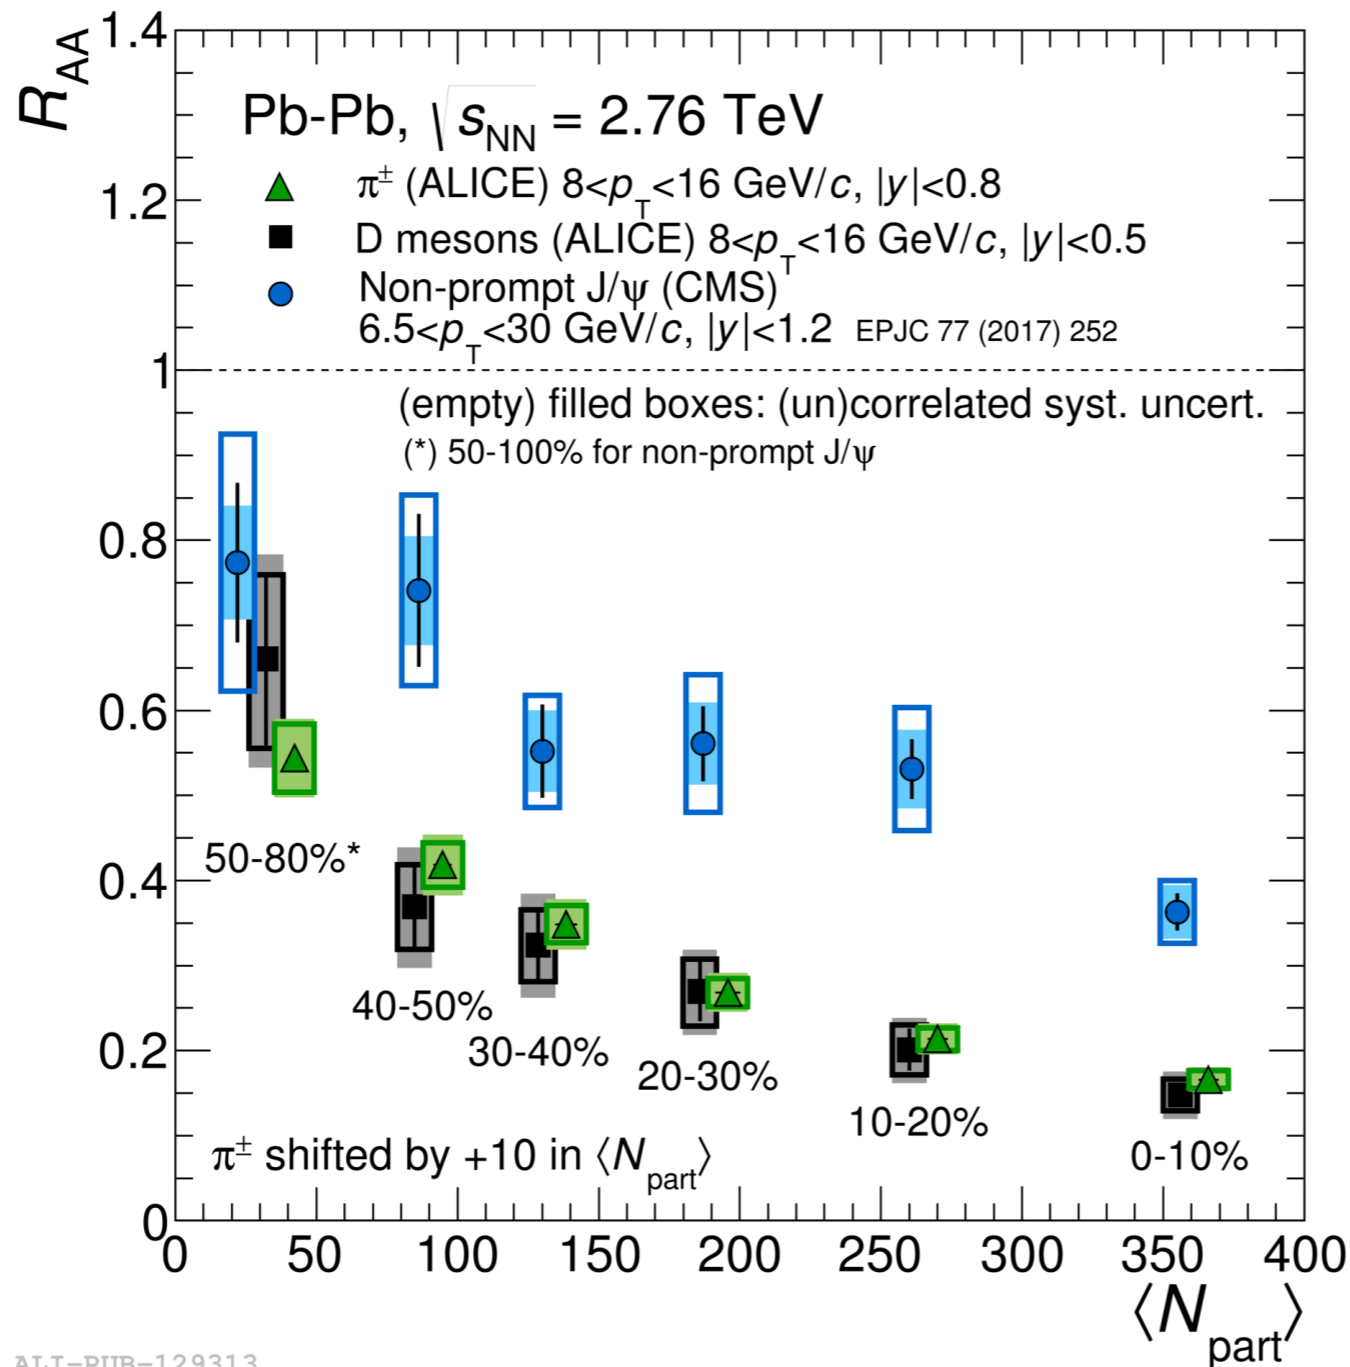 R_AA
1.4
1.2
1
0.8
0.6
0.4
0.2
0
Pb-Pb, √s_NN = 2.76 TeV
π± (ALICE) 8<p_T<16 GeV/c, |y|<0.8
D mesons (ALICE) 8<p_T<16 GeV/c, |y|<0.5
Non-prompt J/ψ (CMS)
6.5<p_T<30 GeV/c, |y|<1.2 EPJC 77 (2017) 252
(empty) filled boxes: (un)correlated syst. uncert.
(*) 50-100% for non-prompt J/ψ
50-80%*
40-50%
30-40%
20-30%
10-20%
0-10%
π± shifted by +10 in ⟨N_part⟩
0 50 100 150 200 250 300 350 400
⟨N_part⟩
ALI-PUB-129313